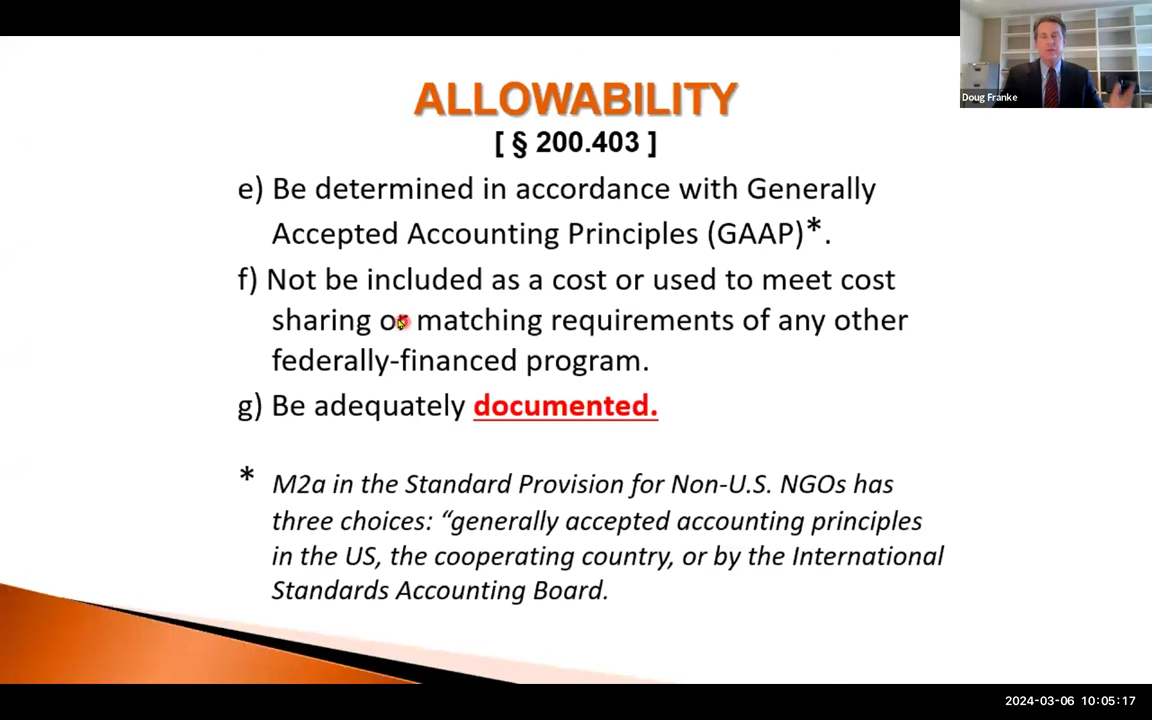 Doug Franke
ALLOWABILITY
[ § 200.403 ]
e) Be determined in accordance with Generally
Accepted Accounting Principles (GAAP)*.
f) Not be included as a cost or used to meet cost
sharing or matching requirements of any other
federally-financed program.
g) Be adequately documented.
* M2a in the Standard Provision for Non-U.S. NGOs has
three choices: “generally accepted accounting principles
in the US, the cooperating country, or by the International
Standards Accounting Board.
2024-03-06 10:05:17